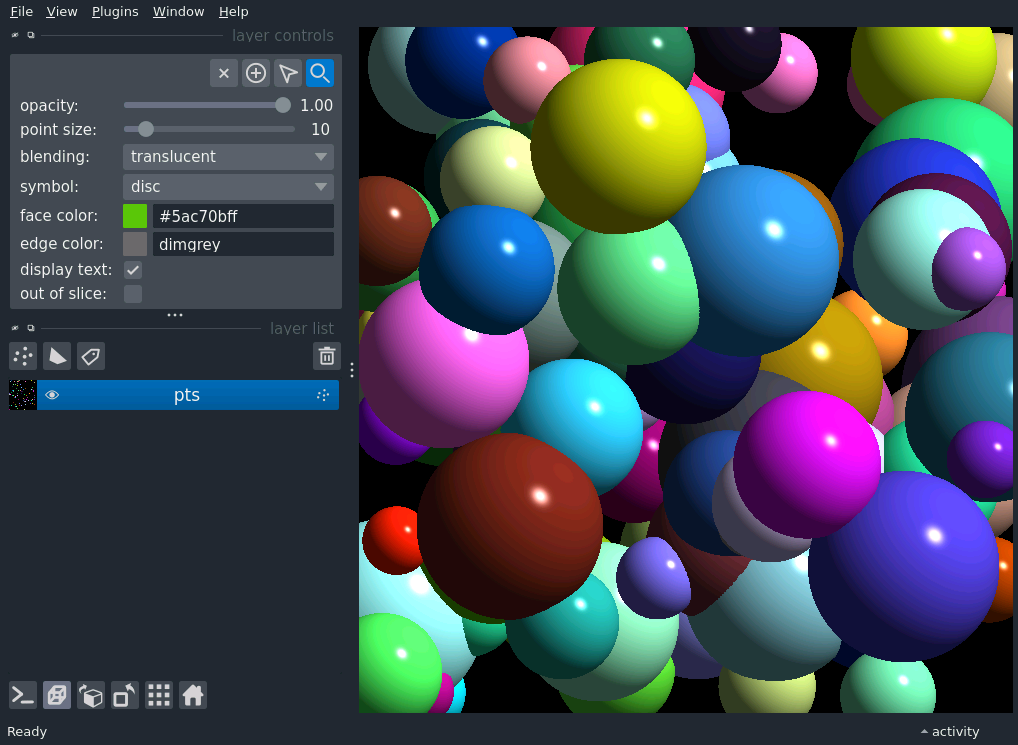 File View Plugins Window Help
layer controls
opacity: 1.00
point size: 10
blending: translucent
symbol: disc
face color: #5ac70bff
edge color: dimgrey
display text:
out of slice:
layer list
pts
Ready
activity